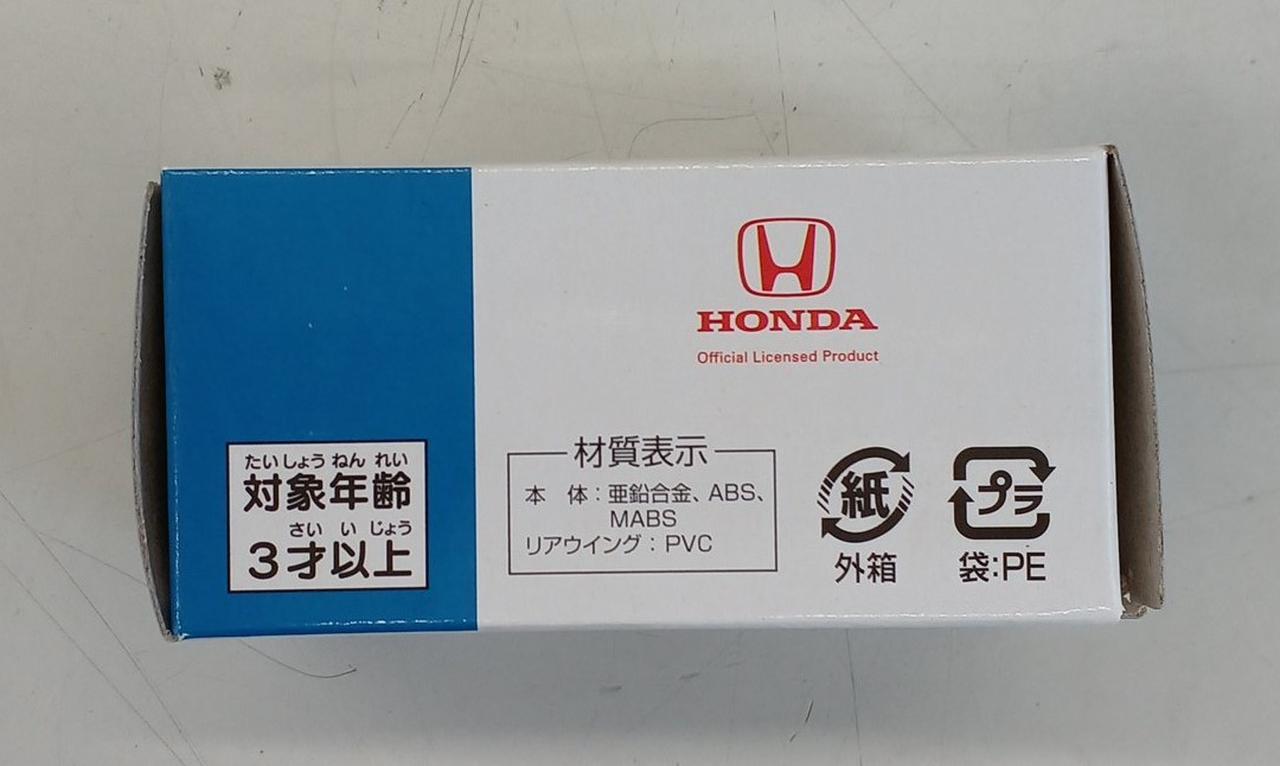 HONDA
Official Licensed Product
たいしょう ねん れい
対象年齢
さい い じょう
3才以上
材質表示
本 体：亜鉛合金、ABS、
MABS
リアウイング：PVC
紙
外箱
プラ
袋：PE